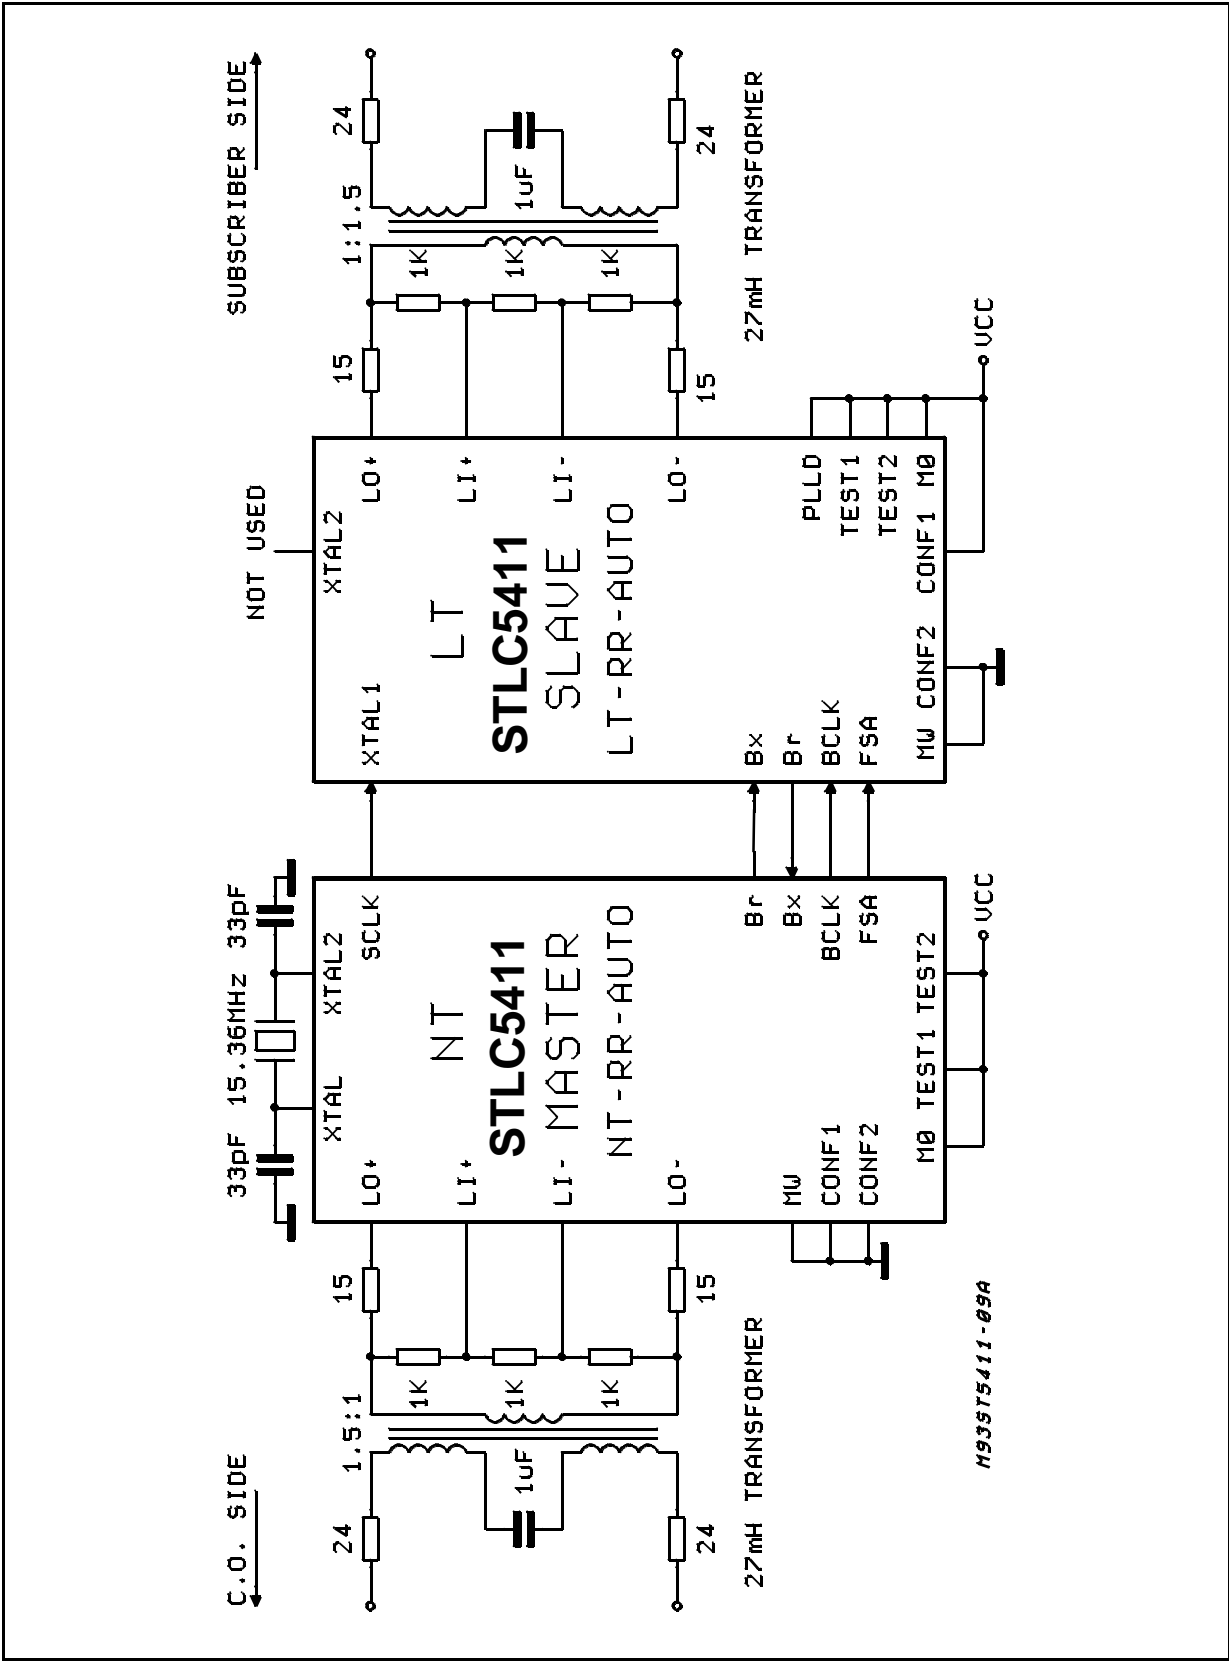 C.O. SIDE
SUBSCRIBER SIDE
33pF 15.36MHz 33pF
NOT USED
XTAL
XTAL2
XTAL2
24
1.5:1
15
LO+
SCLK
XTAL1
LO+
15
1:1.5
24
1K
LI+
NT
LT
LI+
1K
1uF
1K
STLC5411
STLC5411
1K
1uF
LI-
MASTER
SLAVE
LI-
1K
NT-RR-AUTO
LT-RR-AUTO
1K
24
15
LO-
LO-
15
24
27mH TRANSFORMER
Br
Bx
27mH TRANSFORMER
MW
Bx
Br
PLLD
CONF1
BCLK
BCLK
TEST1
CONF2
FSA
FSA
TEST2
M0 TEST1 TEST2
MW CONF2 CONF1 M0
VCC
VCC
M93ST5411-09A